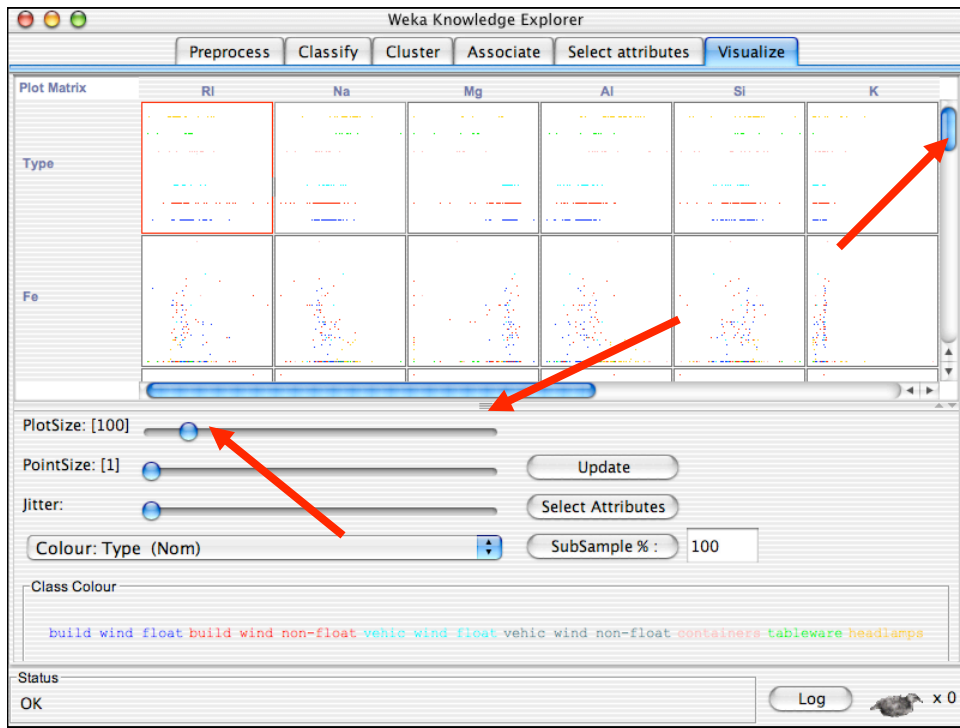 Weka Knowledge Explorer
Preprocess Classify Cluster Associate Select attributes Visualize
Plot Matrix RI Na Mg Al Si K
Type
Fe
PlotSize: [100]
PointSize: [1] Update
Jitter: Select Attributes
Colour: Type (Nom) SubSample % : 100
Class Colour
build wind float build wind non-float vehic wind float vehic wind non-float containers tableware headlamps
Status
OK Log x 0